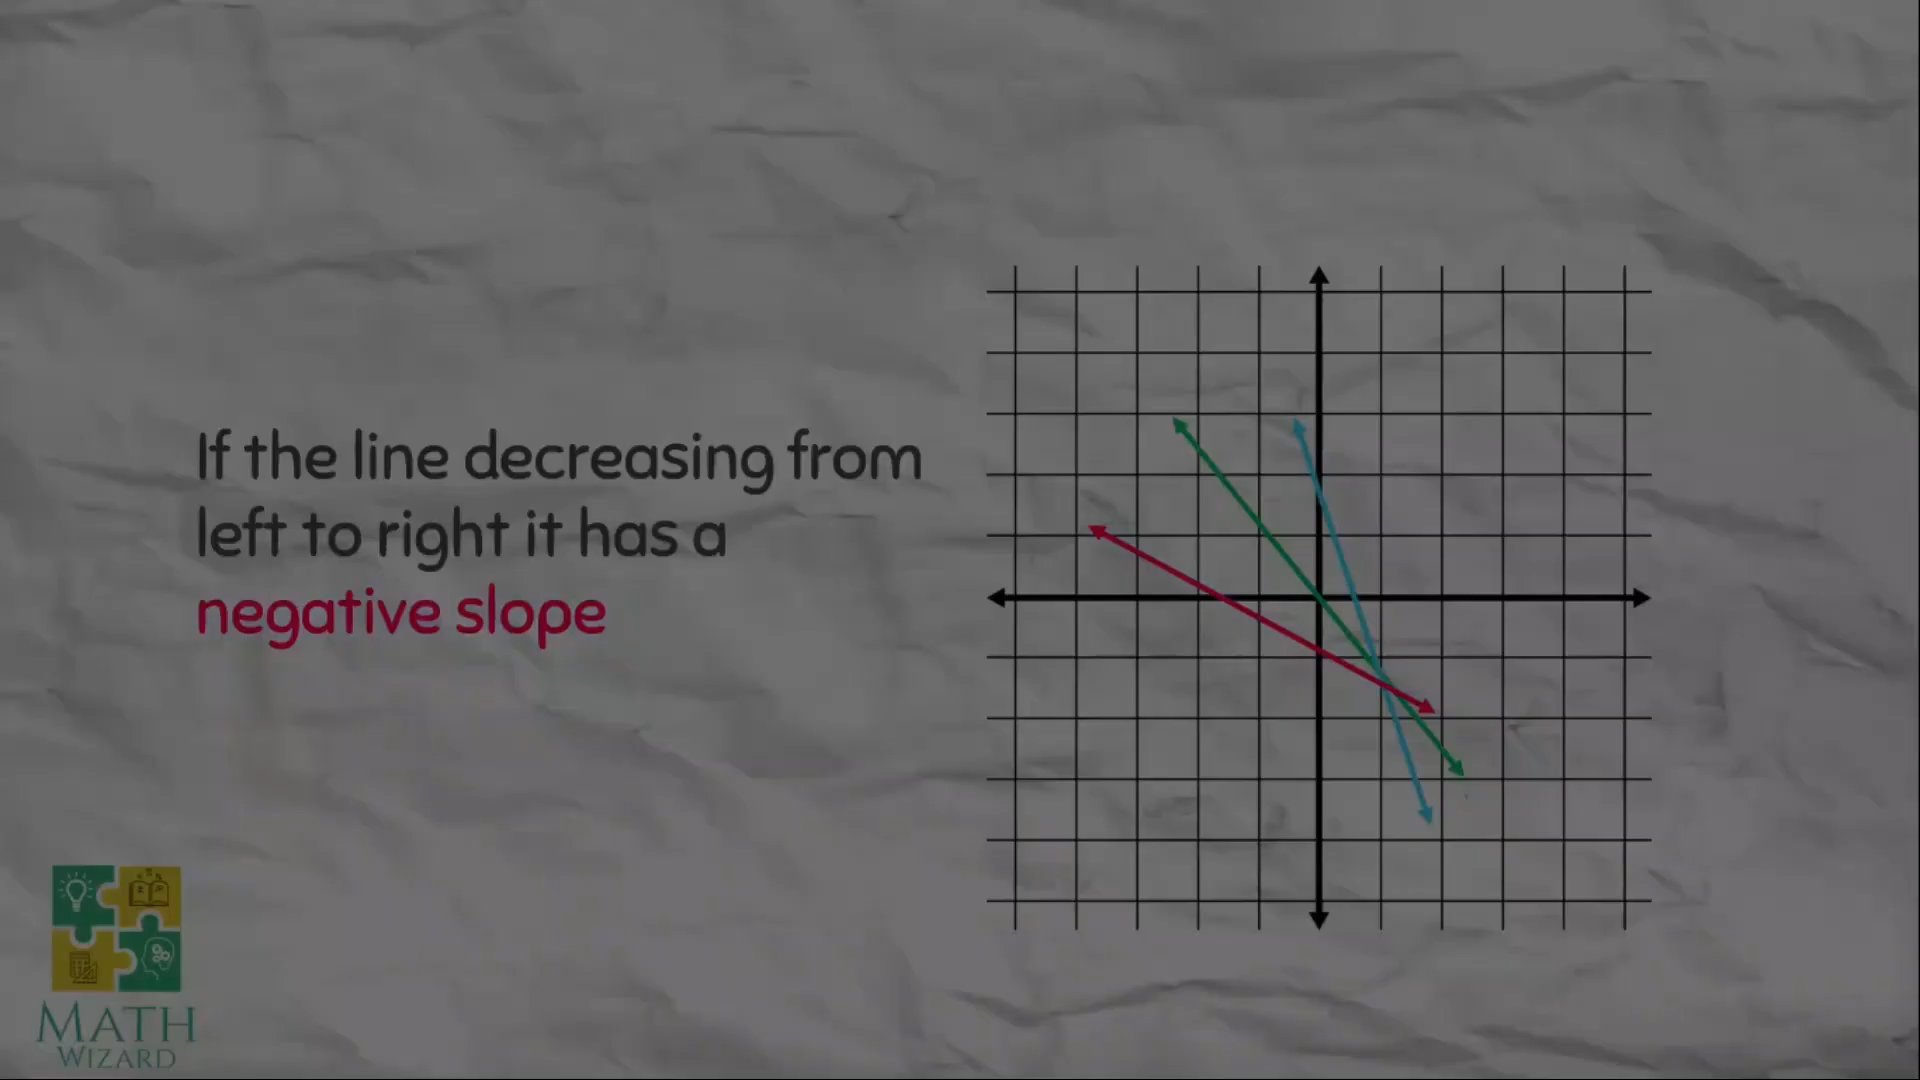 If the line decreasing from
left to right it has a
negative slope
MATH
WIZARD